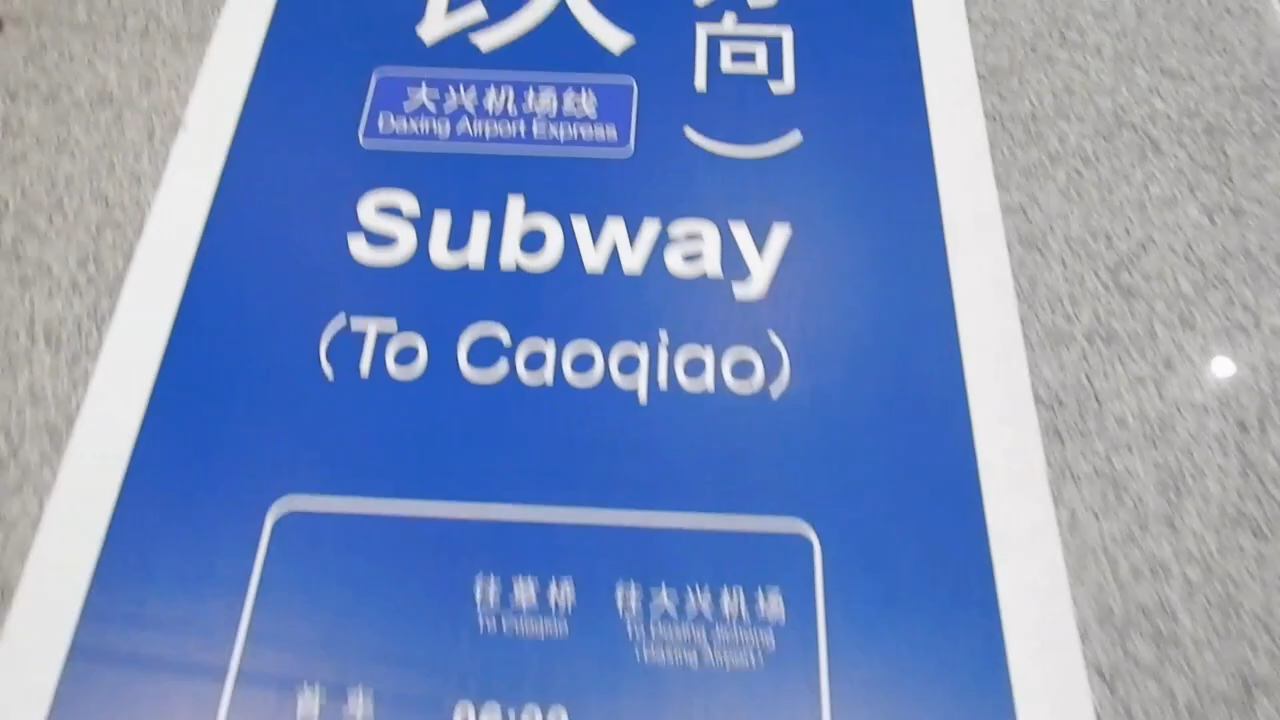 向）
大兴机场线
Daxing Airport Express
Subway
(To Caoqiao)
往草桥
往大兴机场
To Caoqiao
To Daxing Jichang
(Daxing Airport)